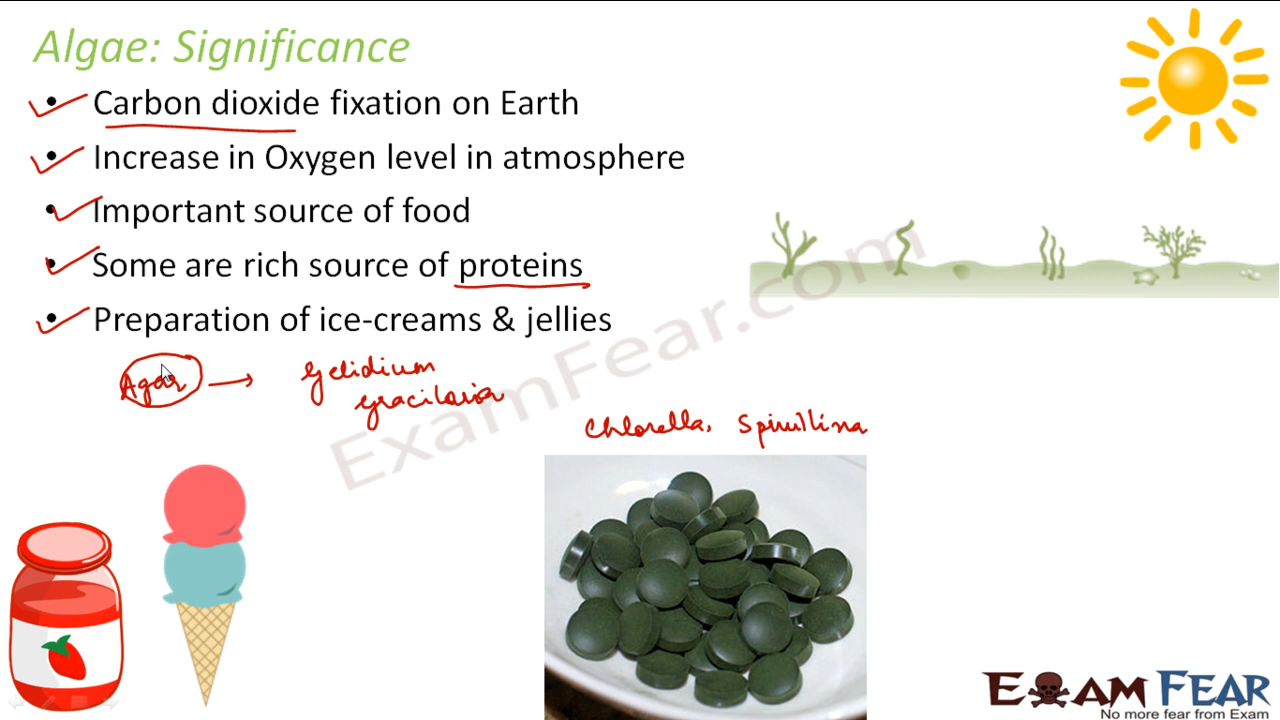 Algae: Significance
• Carbon dioxide fixation on Earth
• Increase in Oxygen level in atmosphere
• Important source of food
• Some are rich source of proteins
• Preparation of ice-creams & jellies
Agar → Gelidium
Gracilaria
Chlorella, Spirullina
ExamFear.com
EXAM FEAR
No more fear from Exam